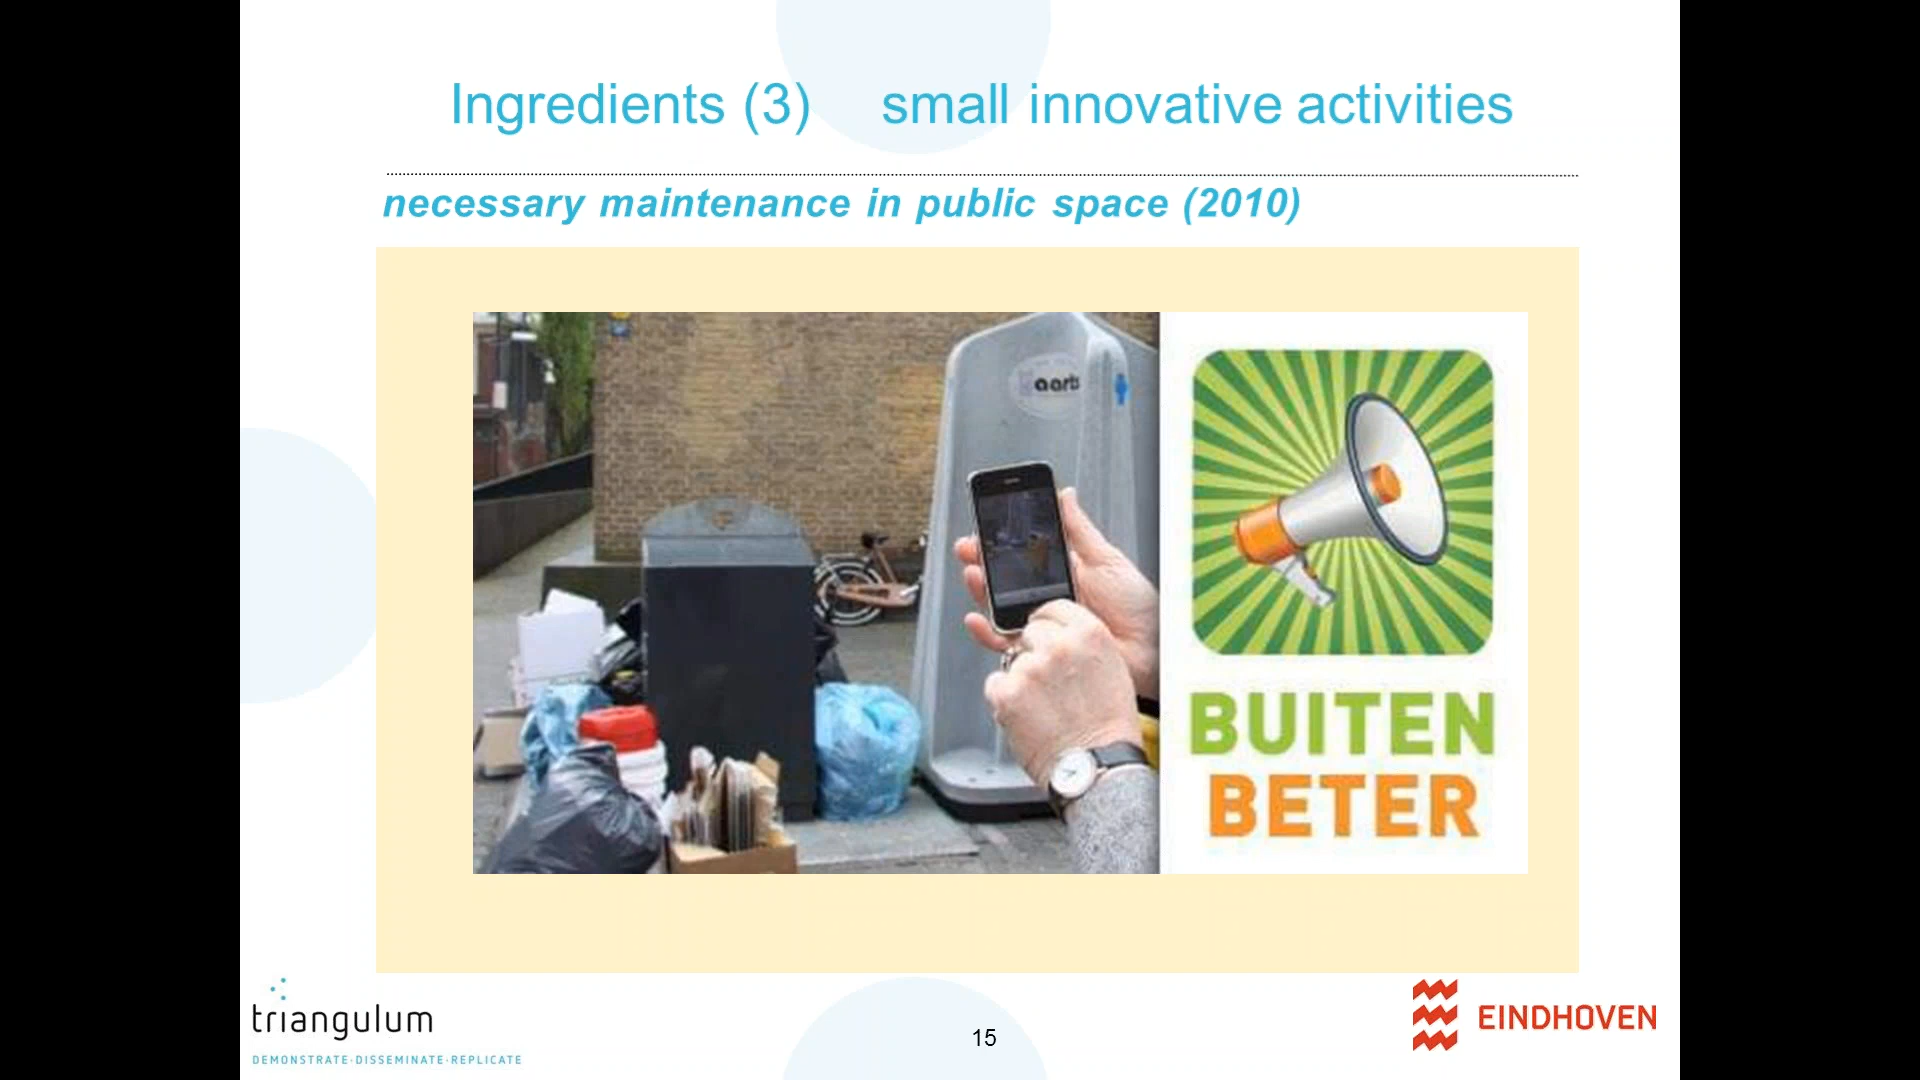 Ingredients (3) small innovative activities
necessary maintenance in public space (2010)
aarts
BUITEN
BETER
triangulum
DEMONSTRATE·DISSEMINATE·REPLICATE
15
EINDHOVEN